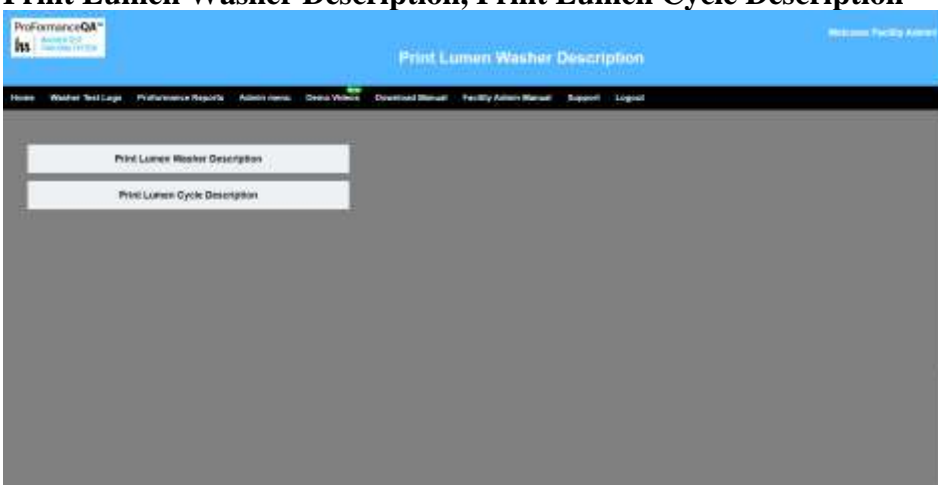 Print Lumen Washer Description, Print Lumen Cycle Description
ProFormanceQA™
Welcome Facility Admin
Print Lumen Washer Description
Home Washer Test Logs ProFormance Reports Admin menu Demo Videos New Download Manual Facility Admin Manual Support Logout
Print Lumen Washer Description
Print Lumen Cycle Description